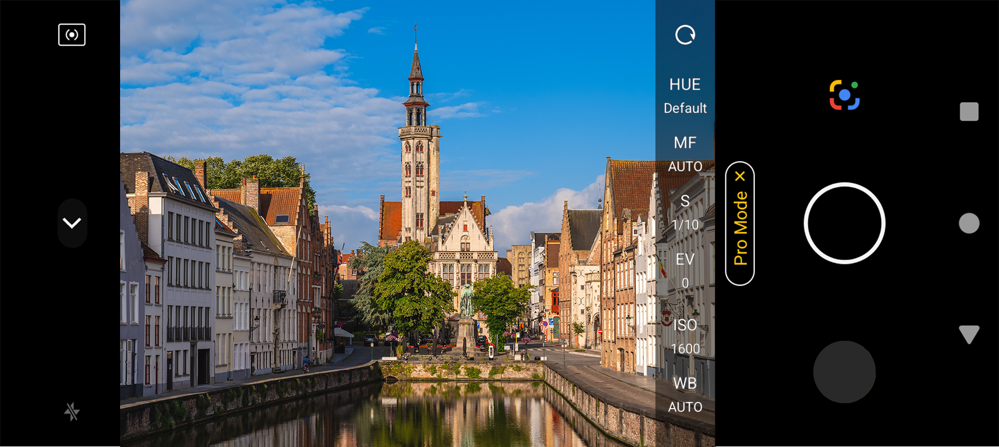 HUE
Default
MF
AUTO
S
1/10
EV
0
ISO
1600
WB
AUTO
Pro Mode ×